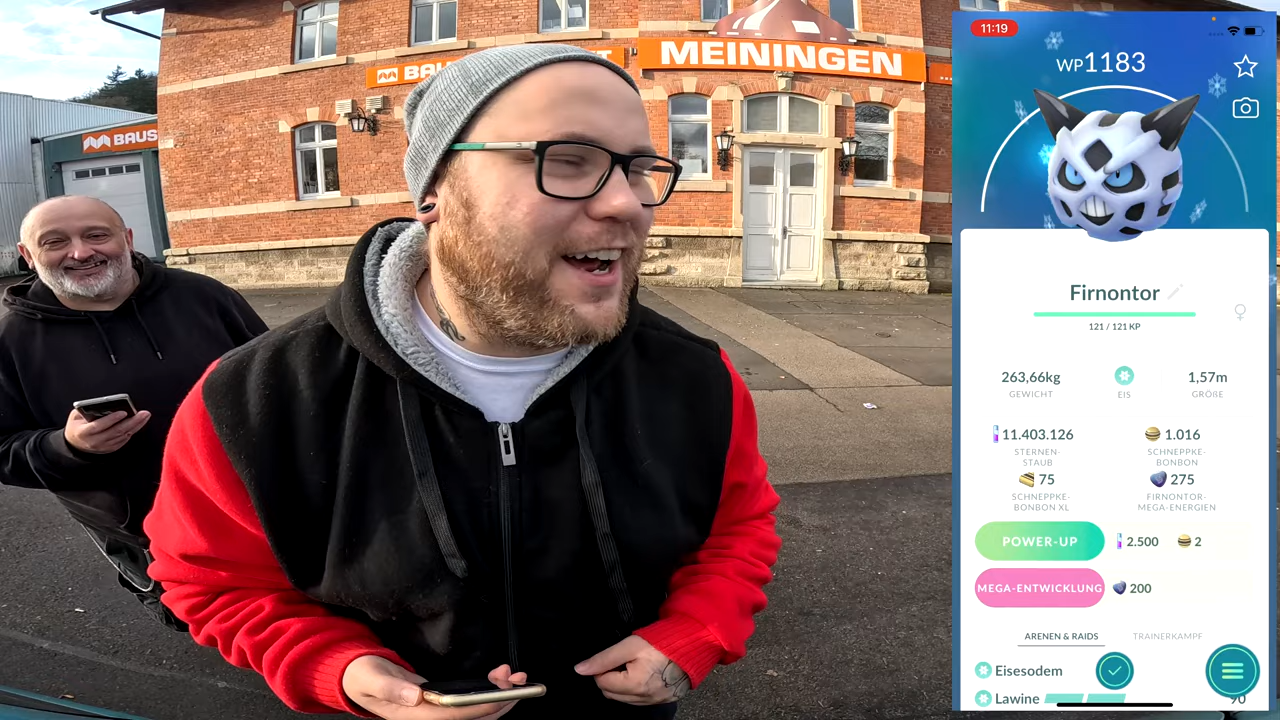 BAUS
MEININGEN
11:19
WP1183
Firnontor
121 / 121 KP
263,66kg
GEWICHT
EIS
1,57m
GRÖßE
11.403.126
STERNEN-
STAUB
1.016
SCHNEPPKE-
BONBON
75
SCHNEPPKE-
BONBON XL
275
FIRNONTOR-
MEGA-ENERGIEN
POWER-UP
2.500
2
MEGA-ENTWICKLUNG
200
ARENEN & RAIDS
TRAINERKAMPF
Eisesodem
Lawine
90